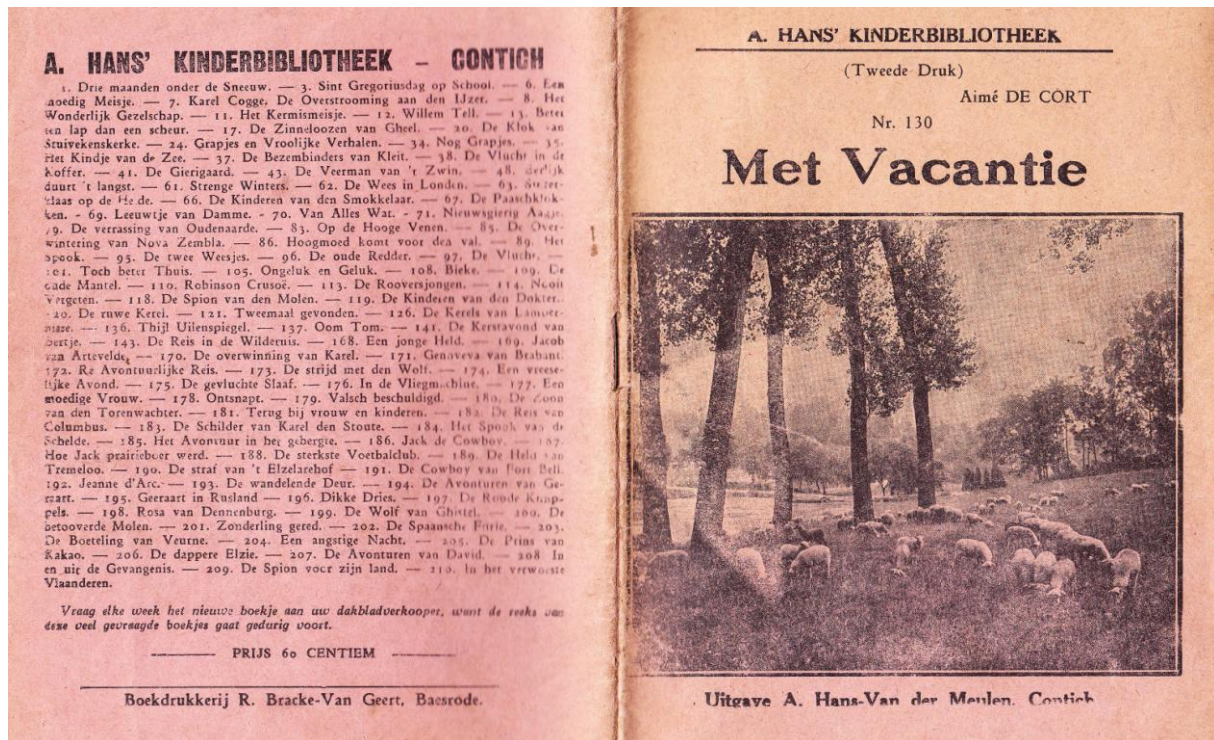 A. HANS' KINDERBIBLIOTHEEK – CONTICH
1. Drie maanden onder de Sneeuw. — 3. Sint Gregoriusdag op School. — 6. Een
moedig Meisje. — 7. Karel Cogge, De Overstrooming aan den IJzer. — 8. Het
Wonderlijk Gezelschap. — 11. Het Kermismeisje. — 12. Willem Tell. — 13. Beter
een lap dan een scheur. — 17. De Zinneloozen van Gheel. — 20. De Klok van
Stuivekenskerke. — 24. Grapjes en Vroolijke Verhalen. — 34. Nog Grapjes. — 35.
Het Kindje van de Zee. — 37. De Bezembinders van Kleit. — 38. De Vlucht in de
Koffer. — 41. De Gierigaard. — 43. De Veerman van 't Zwin. — 48.
duurt 't langst. — 61. Strenge Winters. — 62. De Wees in Londen. — 63.
op de Heide. — 66. De Kinderen van den Smokkelaar. — 67. De Paaschklok-
ken. - 69. Leeuwtje van Damme. - 70. Van Alles Wat. - 71. Nieuwsgierig Aagje.
79. De verrassing van Oudenaarde. — 83. Op de Hooge Venen. — 85. De Over-
wintering van Nova Zembla. — 86. Hoogmoed komt voor den val. — 89. Het
Spook. — 95. De twee Weesjes. — 96. De oude Redder. — 97. De Vlucht. —
101. Toch beter Thuis. — 105. Ongeluk en Geluk. — 108. Bieke. — 109. De
oude Mantel. — 110. Robinson Crusoë. — 113. De Rooversjongen. — 114. Nooit
Vergeten. — 118. De Spion van den Molen. — 119. De Kinderen van den Dokter.
120. De ruwe Kerel. — 121. Tweemaal gevonden. — 126. De Kerels van
— 136. Thijl Uilenspiegel. — 137. Oom Tom. — 141. De Kerstavond van
Bertje. — 143. De Reis in de Wildernis. — 168. Een jonge Held. — 169. Jacob
van Artevelde. — 170. De overwinning van Karel. — 171. Genoveva van Brabant.
172. Re Avontuurlijke Reis. — 173. De strijd met den Wolf. — 174. Een vreese-
lijke Avond. — 175. De gevluchte Slaaf. — 176. In de Vliegmachine. — 177. Een
moedige Vrouw. — 178. Ontsnapt. — 179. Valsch beschuldigd. — 180. De Zoon
van den Torenwachter. — 181. Terug bij vrouw en kinderen. — 182. De Reis van
Columbus. — 183. De Schilder van Karel den Stoute. — 184. Het Spook van de
Schelde. — 185. Het Avontuur in het gebergte. — 186. Jack de Cowboy. — 187.
Hoe Jack prairieboer werd. — 188. De sterkste Voetbalclub. — 189. De Held van
Tremeloo. — 190. De straf van 't Elzelarehof — 191. De Cowboy van Fort Bell.
192. Jeanne d'Arc. — 193. De wandelende Deur. — 194. De Avonturen van Ge-
raart. — 195. Geeraart in Rusland — 196. Dikke Dries. — 197. De Roode Knup-
pels. — 198. Rosa van Dennenburg. — 199. De Wolf van Ghistel. — 200. De
betooverde Molen. — 201. Zonderling gered. — 202. De Spaansche Furie. — 203.
De Boeteling van Veurne. — 204. Een angstige Nacht. — 205. De Prins van
Kakao. — 206. De dappere Elzie. — 207. De Avonturen van David. — 208 In
en uit de Gevangenis. — 209. De Spion voor zijn land. — 210. In het verwoeste
Vlaanderen.
Vraag elke week het nieuwe boekje aan uw dakbladverkooper, want de reeks van
deze veel gevraagde boekjes gaat gedurig voort.
PRIJS 60 CENTIEM
Boekdrukkerij R. Bracke-Van Geert, Baesrode.
A. HANS' KINDERBIBLIOTHEEK
(Tweede Druk)
Aimé DE CORT
Nr. 130
Met Vacantie
Uitgave A. Hans-Van der Meulen, Contich